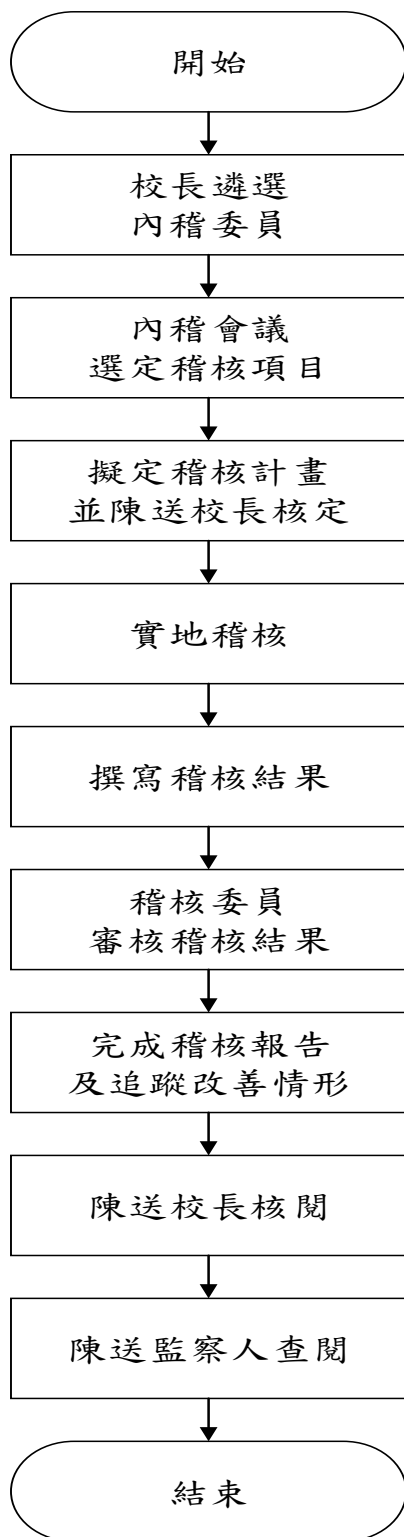 開始
校長遴選
內稽委員
內稽會議
選定稽核項目
擬定稽核計畫
並陳送校長核定
實地稽核
撰寫稽核結果
稽核委員
審核稽核結果
完成稽核報告
及追蹤改善情形
陳送校長核閱
陳送監察人查閱
結束